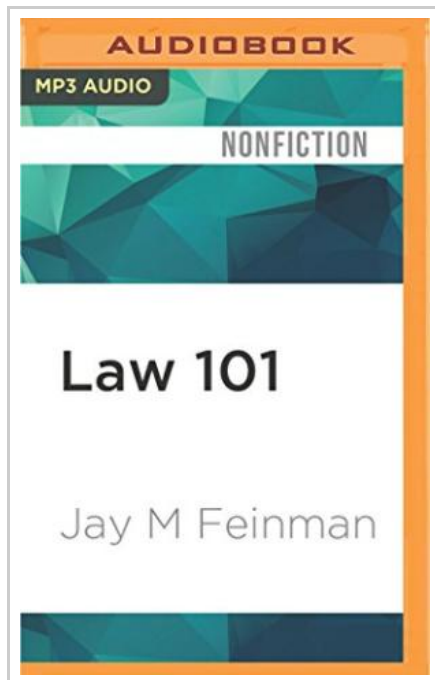 AUDIOBOOK
MP3 AUDIO
NONFICTION
Law 101
Jay M Feinman